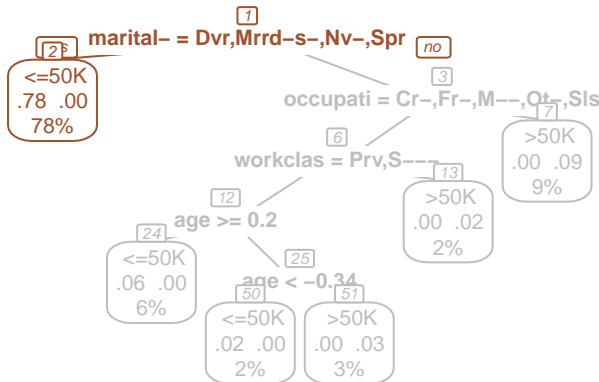 1
marital– = Dvr,Mrrd–s–,Nv–,Spr
2
no
<=50K
.78 .00
78%
3
occupati = Cr–,Fr–,M––,Ot–,Sls
7
>50K
.00 .09
9%
6
workclas = Prv,S–––
13
>50K
.00 .02
2%
12
age >= 0.2
24
<=50K
.06 .00
6%
25
age < –0.34
50
<=50K
.02 .00
2%
51
>50K
.00 .03
3%